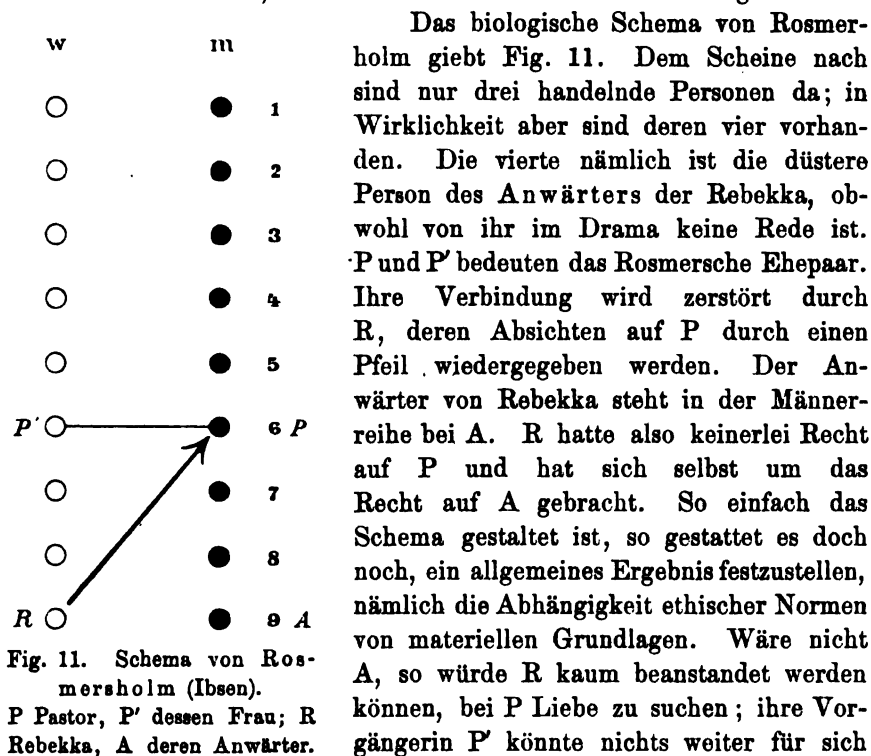 w m
1
2
3
4
5
P′ 6 P
7
8
R 9 A
Fig. 11. Schema von Ros-
mersholm (Ibsen).
P Pastor, P′ dessen Frau; R
Rebekka, A deren Anwärter.
Das biologische Schema von Rosmer-
holm giebt Fig. 11. Dem Scheine nach
sind nur drei handelnde Personen da; in
Wirklichkeit aber sind deren vier vorhan-
den. Die vierte nämlich ist die düstere
Person des Anwärters der Rebekka, ob-
wohl von ihr im Drama keine Rede ist.
P und P′ bedeuten das Rosmersche Ehepaar.
Ihre Verbindung wird zerstört durch
R, deren Absichten auf P durch einen
Pfeil wiedergegeben werden. Der An-
wärter von Rebekka steht in der Männer-
reihe bei A. R hatte also keinerlei Recht
auf P und hat sich selbst um das
Recht auf A gebracht. So einfach das
Schema gestaltet ist, so gestattet es doch
noch, ein allgemeines Ergebnis festzustellen,
nämlich die Abhängigkeit ethischer Normen
von materiellen Grundlagen. Wäre nicht
A, so würde R kaum beanstandet werden
können, bei P Liebe zu suchen; ihre Vor-
gängerin P′ könnte nichts weiter für sich